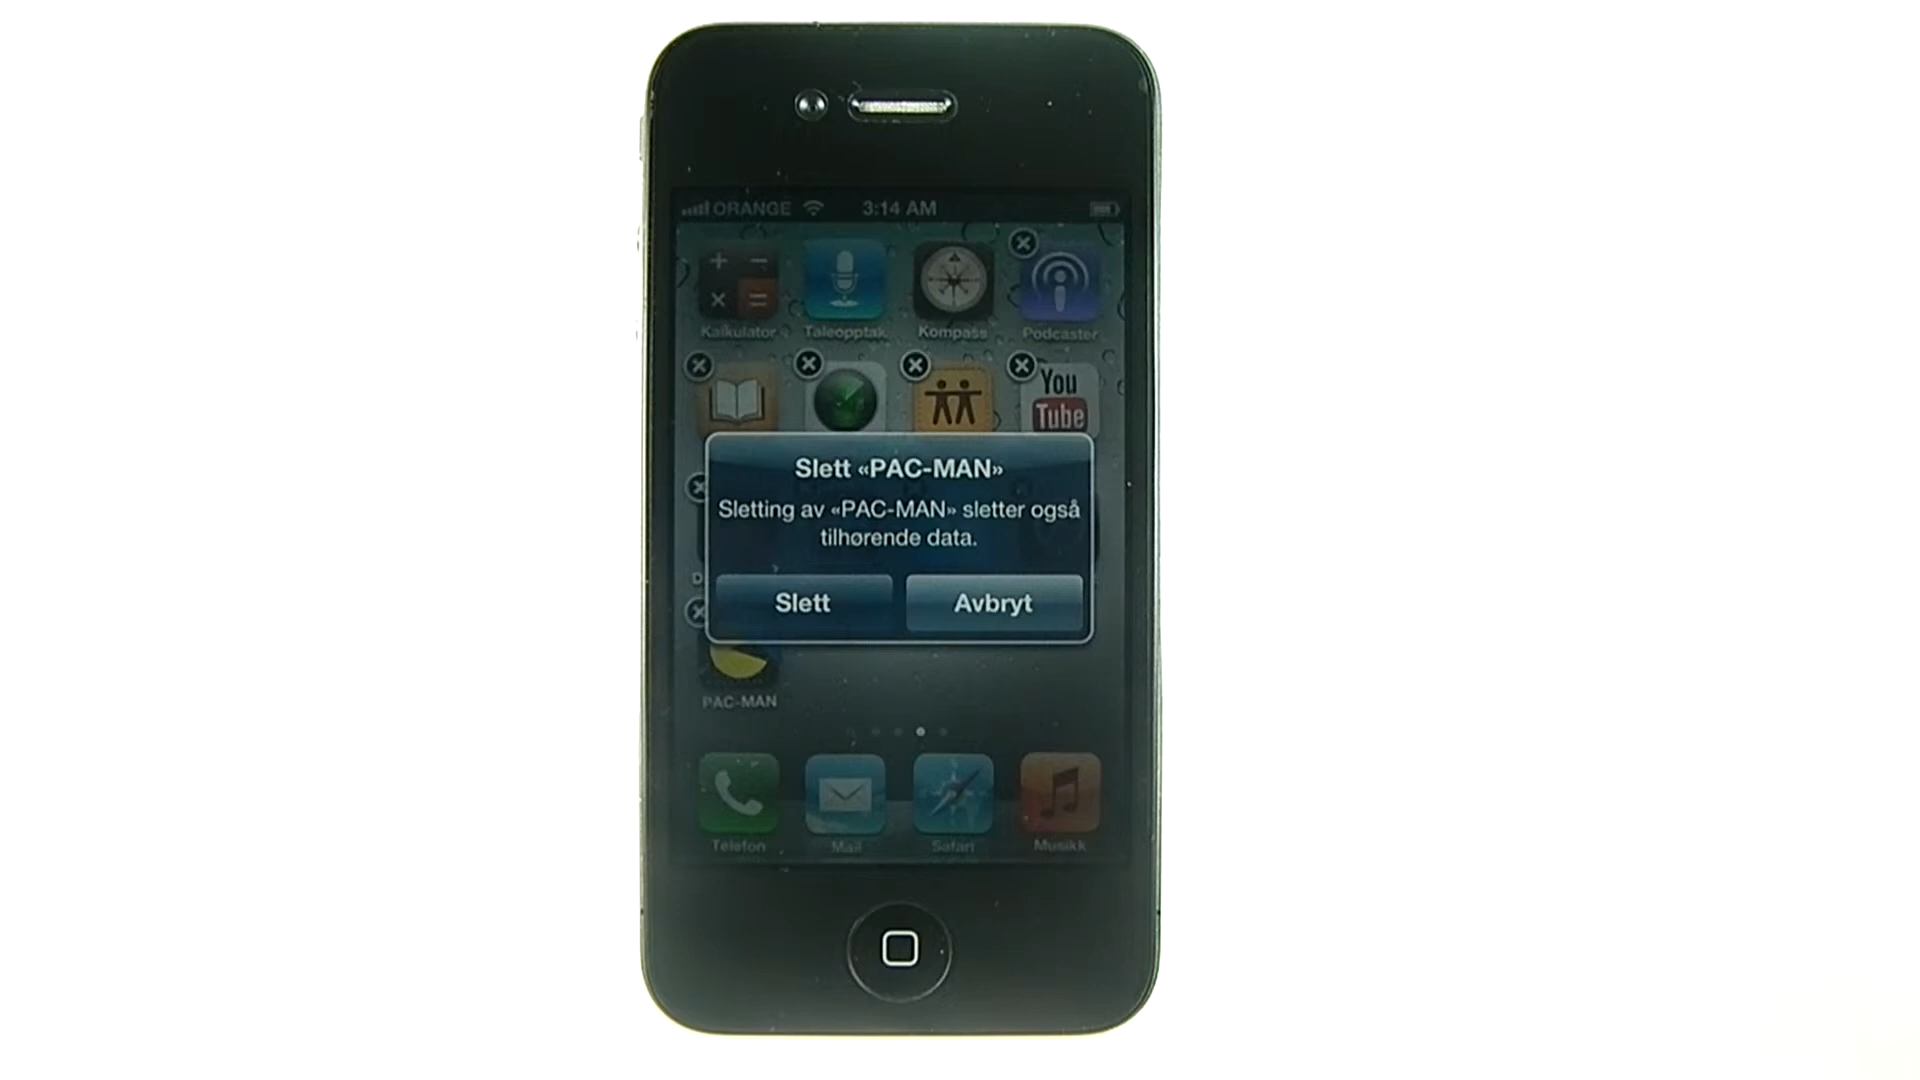 ORANGE 3:14 AM
Kalkulator Taleopptak Kompass Podcaster
You
Tube
Slett «PAC-MAN»
Sletting av «PAC-MAN» sletter også
tilhørende data.
Slett Avbryt
PAC-MAN
Telefon Mail Safari Musikk